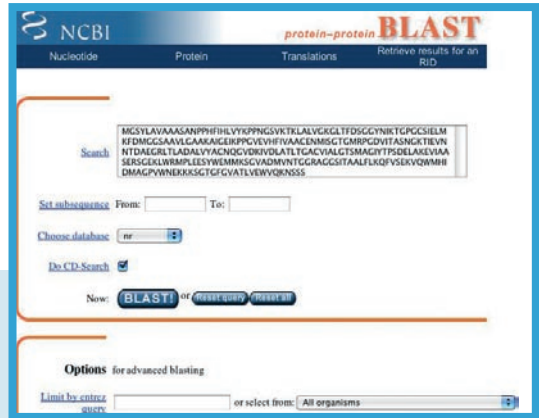 NCBI
protein-protein BLAST
Nucleotide Protein Translations Retrieve results for an RID
Search
MGSYLAVAAASANPPHFIHLVYKPPNGSVKTKLALVGKGLTFDSGGYNIKTGPGCSIELM
KFDMGGSAAVLGAAKAIGEIKPPGVEVHFIVAACENMISGTGMRPGDVITASNGKTIEVN
NTDAEGRLTLADALVYACNQGVDKIVDLATLTGACVIALGTSMAGIYTPSDELAKEVIAA
SERSGEKLWRMPLEESYWEMMKSGVADMVNTGGRAGGSITAALFLKQFVSEKVQWMHI
DMAGPVWNEKKKSGTGFGVATLVEWVQKNSSS
Set subsequence From: To:
Choose database nr
Do CD-Search
Now: BLAST! or Reset query Reset all
Options for advanced blasting
Limit by entrez query or select from: All organisms